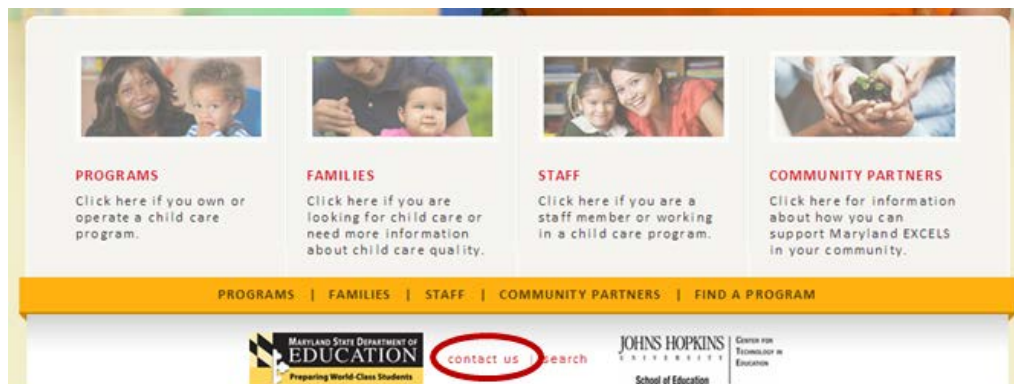 PROGRAMS
Click here if you own or
operate a child care
program.
FAMILIES
Click here if you are
looking for child care or
need more information
about child care quality.
STAFF
Click here if you are a
staff member or working
in a child care program.
COMMUNITY PARTNERS
Click here for information
about how you can
support Maryland EXCELS
in your community.
PROGRAMS | FAMILIES | STAFF | COMMUNITY PARTNERS | FIND A PROGRAM
MARYLAND STATE DEPARTMENT OF
EDUCATION
Preparing World-Class Students
contact us | search
JOHNS HOPKINS
UNIVERSITY
School of Education
CENTER FOR
TECHNOLOGY IN
EDUCATION